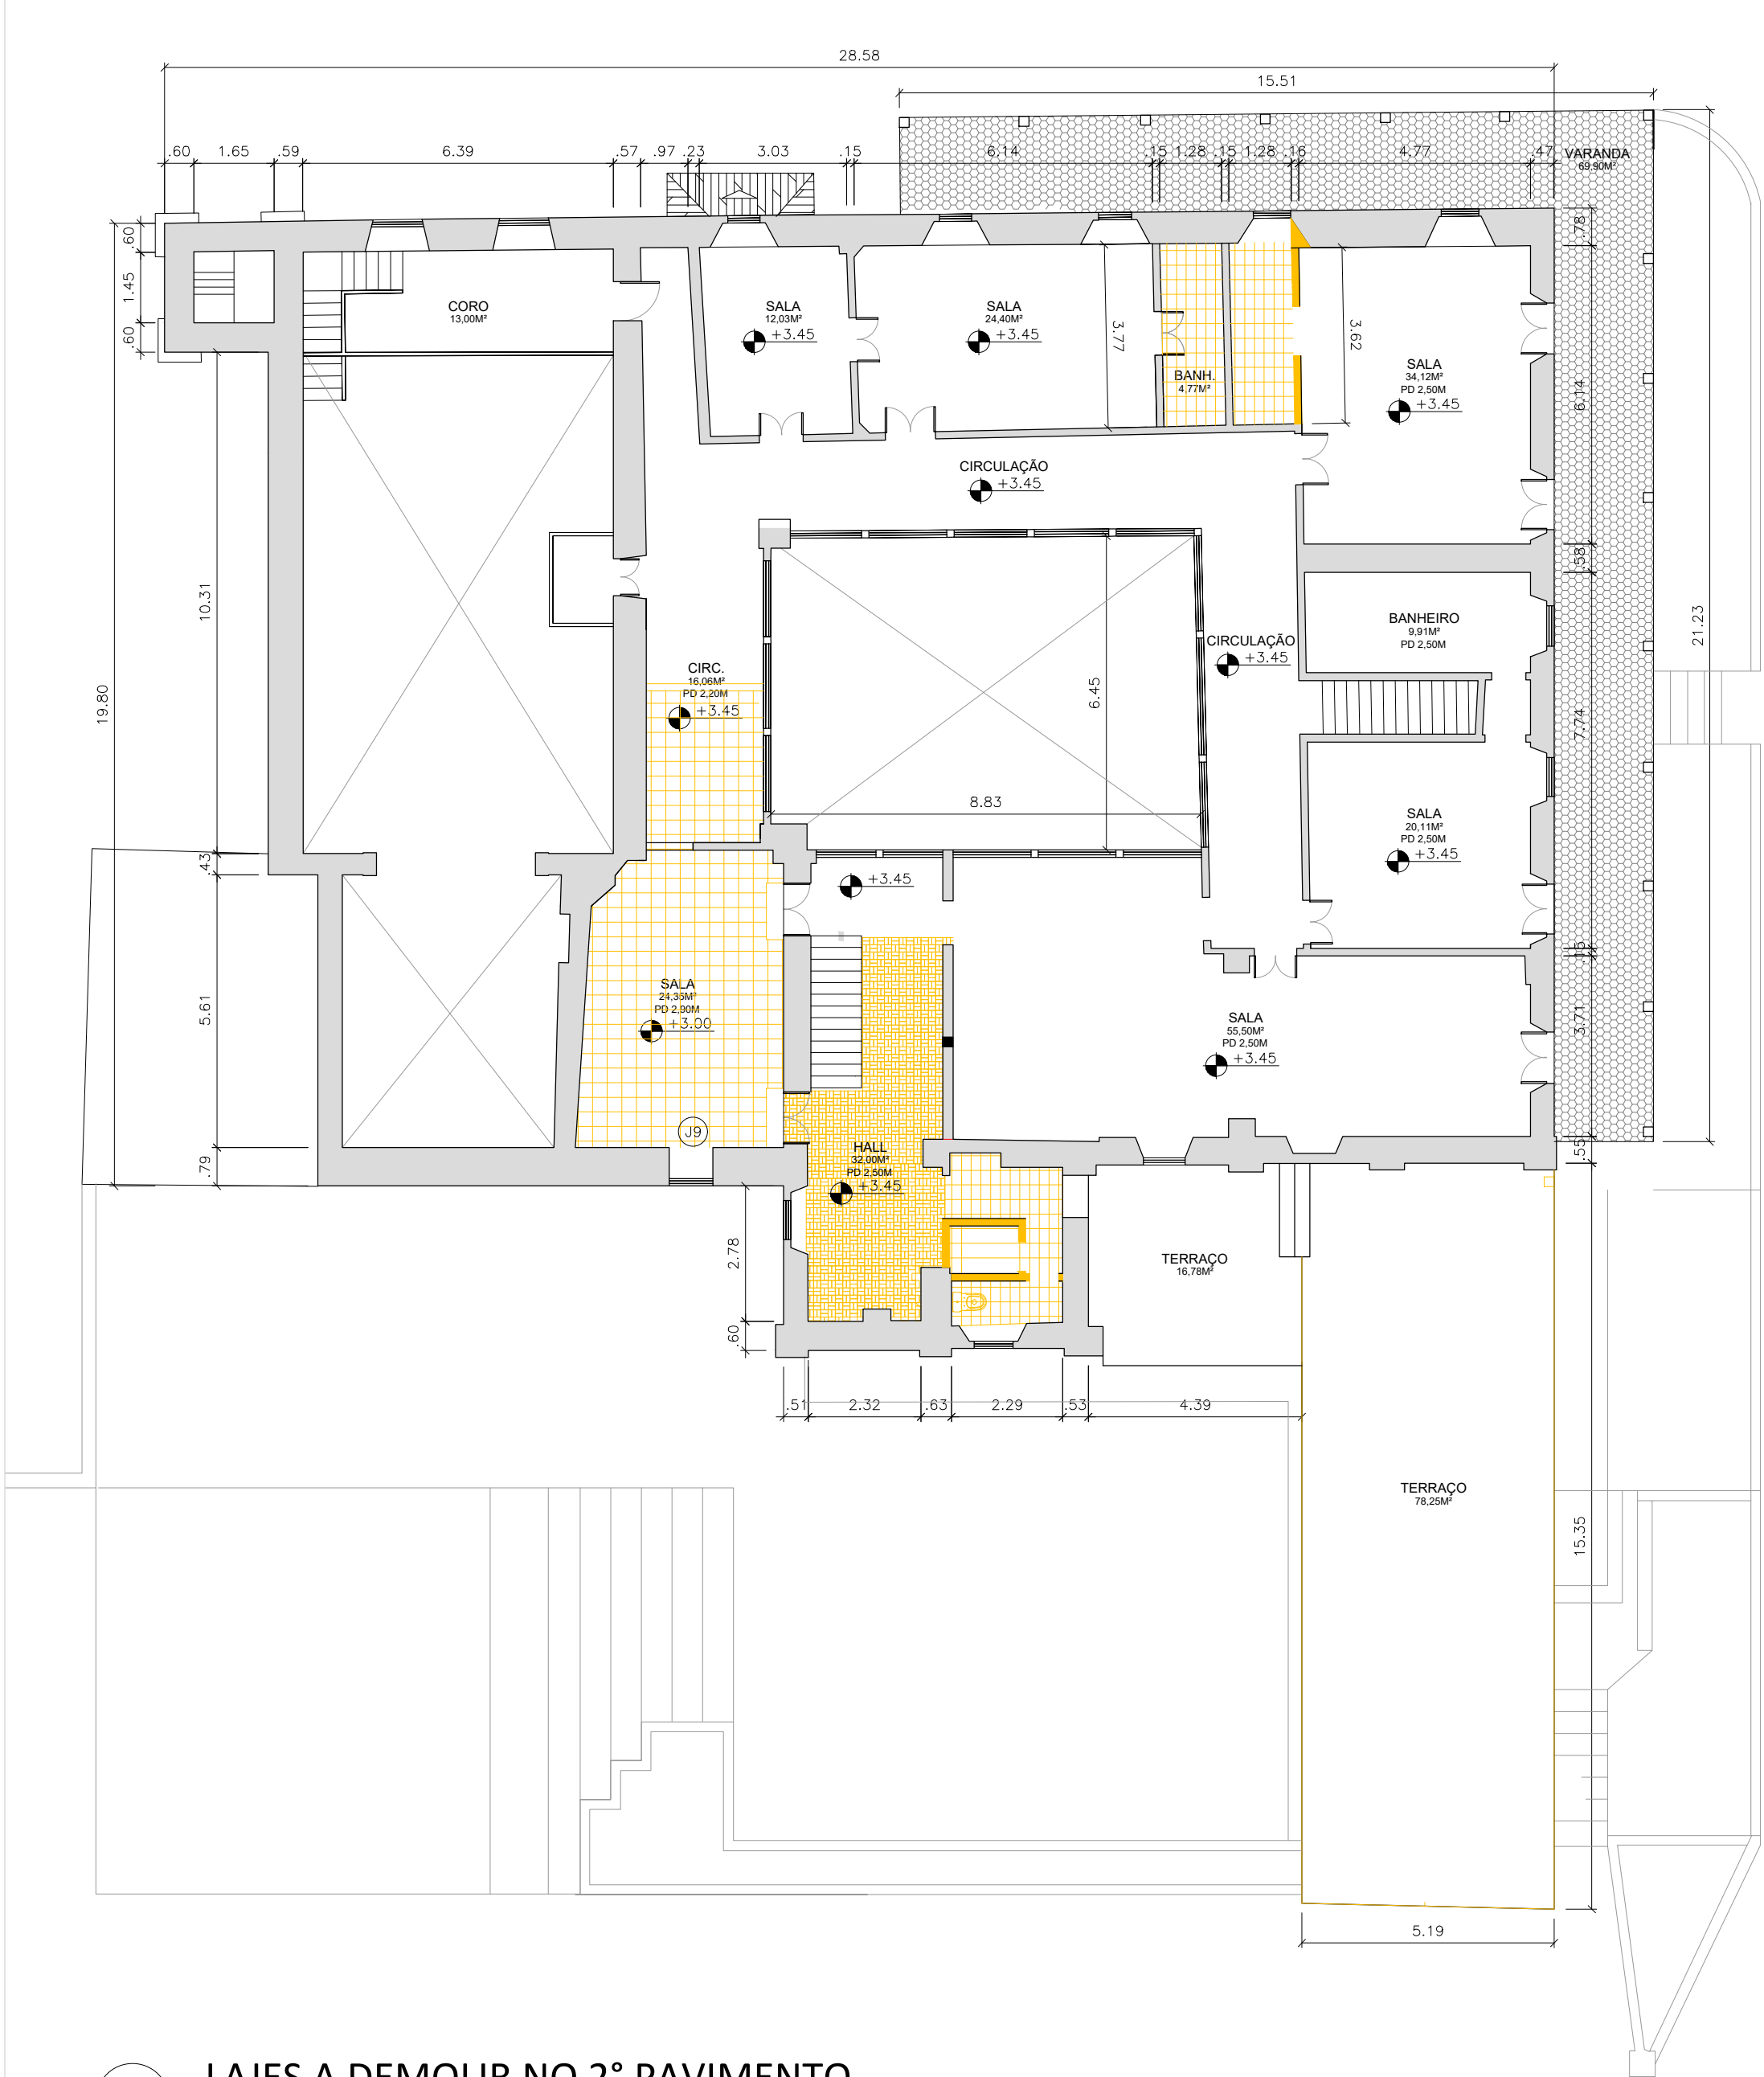 28.58
15.51
.60
1.65
.59
6.39
.57
.97
.23
3.03
.15
6.14
.15
1.28
.15
1.28
.16
4.77
.47
VARANDA
69,90M²
.60
1.45
.60
.78
CORO
13,00M²
SALA
12,03M²
+3.45
SALA
24,40M²
+3.45
3.77
BANH.
4,77M²
3.62
SALA
34,12M²
PD 2,50M
+3.45
6.14
CIRCULAÇÃO
+3.45
.58
10.31
19.80
21.23
BANHEIRO
9,91M²
PD 2,50M
CIRCULAÇÃO
+3.45
CIRC.
16,06M²
PD 2,20M
+3.45
6.45
8.83
7.74
SALA
20,11M²
PD 2,50M
+3.45
.43
+3.45
.15
5.61
SALA
24,35M²
PD 2,90M
+3.00
SALA
55,50M²
PD 2,50M
+3.45
3.71
J9
HALL
32,00M²
PD 2,50M
+3.45
.55
.79
2.78
TERRAÇO
16,78M²
.60
.51
2.32
.63
2.29
.53
4.39
TERRAÇO
78,25M²
15.35
5.19
LAJES A DEMOLIR NO 2° PAVIMENTO